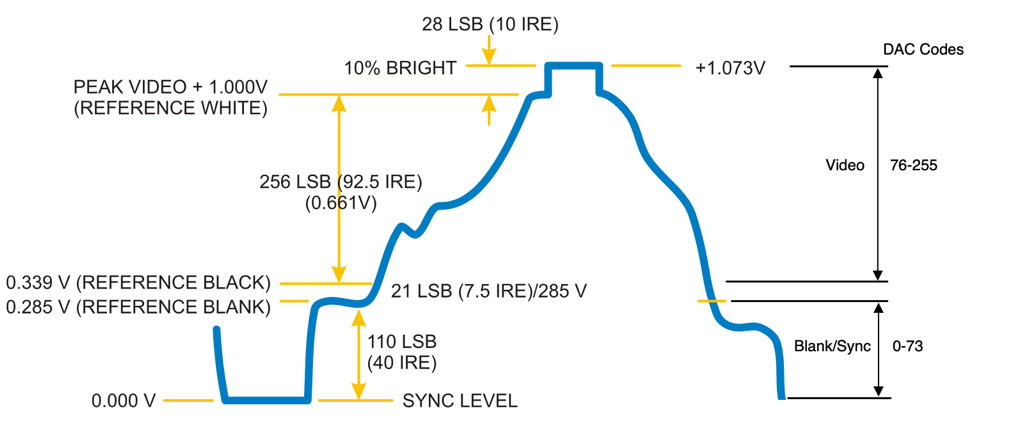 28 LSB (10 IRE)
DAC Codes
10% BRIGHT
+1.073V
PEAK VIDEO + 1.000V
(REFERENCE WHITE)
256 LSB (92.5 IRE)
(0.661V)
Video
76-255
0.339 V (REFERENCE BLACK)
21 LSB (7.5 IRE)/285 V
0.285 V (REFERENCE BLANK)
110 LSB
(40 IRE)
Blank/Sync
0-73
0.000 V
SYNC LEVEL